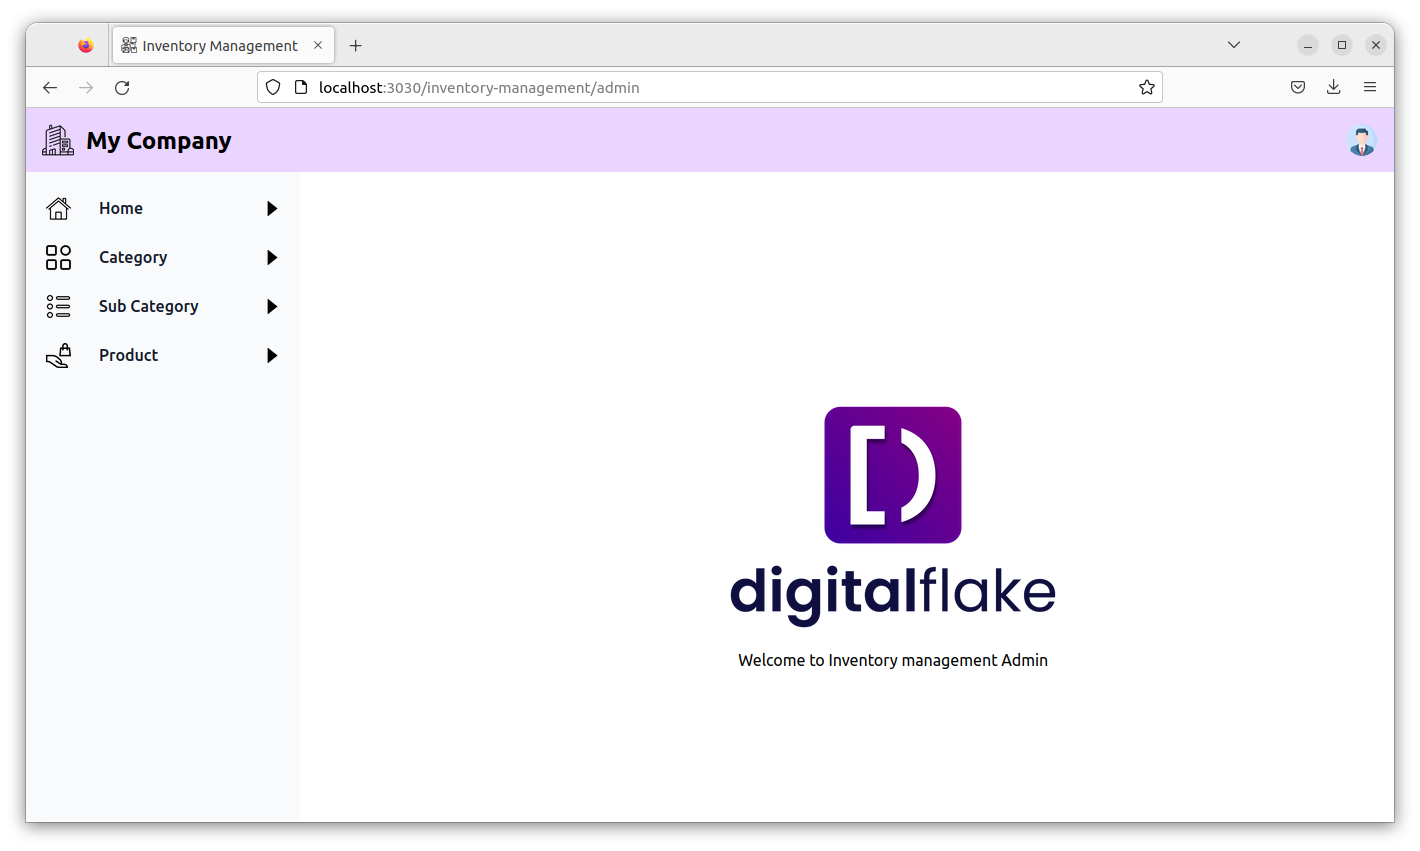 Inventory Management
localhost:3030/inventory-management/admin
My Company
Home
Category
Sub Category
Product
digitalflake
Welcome to Inventory management Admin